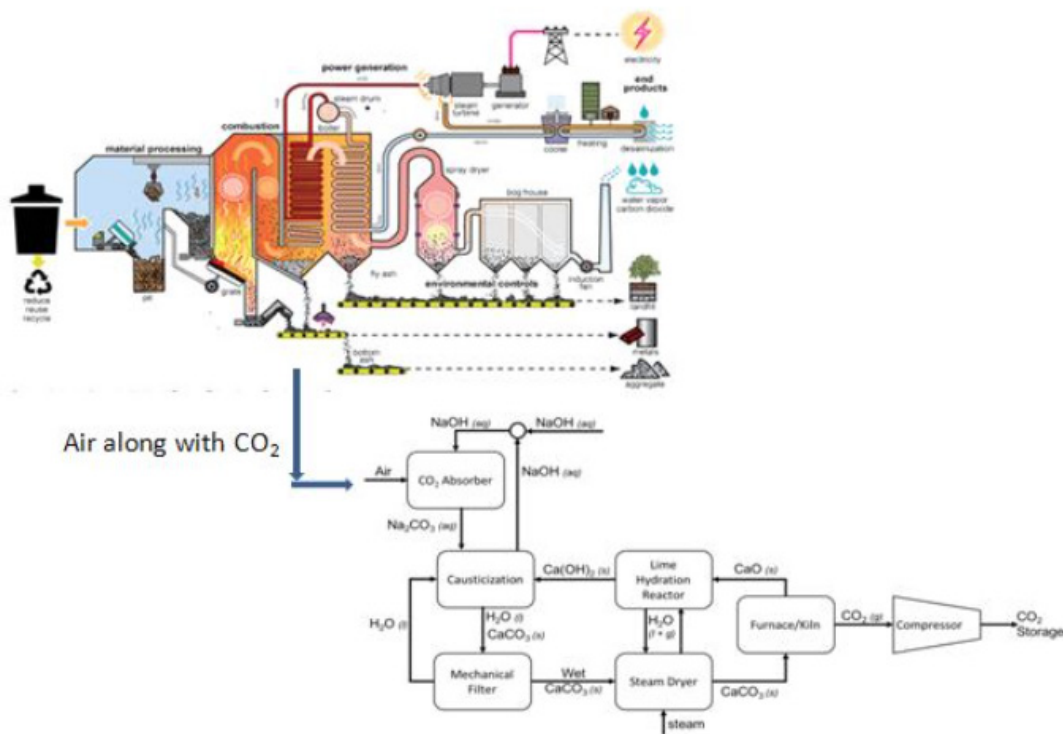 electricity
power generation
end
products
steam drum
steam
turbine
generator
boiler
combustion
heating
desalinization
material processing
spray dryer
bag house
water vapor
carbon dioxide
fly ash
induction
fan
environmental controls
reduce
reuse
recycle
pit
grate
landfill
metals
bottom
ash
aggregate
Air along with CO₂
NaOH (aq)
NaOH (aq)
Air
CO₂ Absorber
NaOH (aq)
Na₂CO₃ (aq)
Causticization
Ca(OH)₂ (s)
Lime
Hydration
Reactor
CaO (s)
H₂O (l)
H₂O (l)
CaCO₃ (s)
H₂O
(l + g)
Furnace/Kiln
CO₂ (g)
Compressor
CO₂
Storage
Mechanical
Filter
Wet
CaCO₃ (s)
Steam Dryer
CaCO₃ (s)
steam